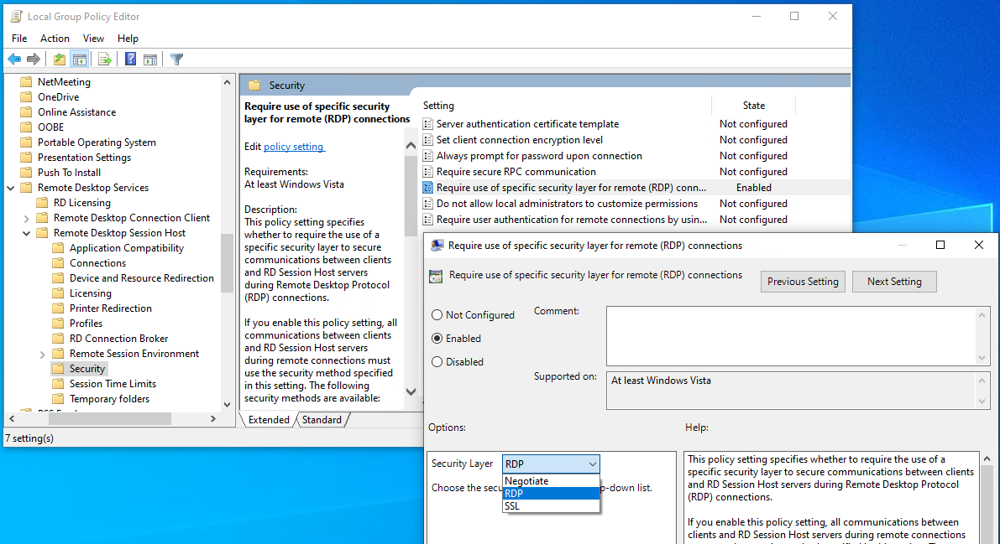 Local Group Policy Editor
File Action View Help
NetMeeting
OneDrive
Online Assistance
OOBE
Portable Operating System
Presentation Settings
Push To Install
Remote Desktop Services
RD Licensing
Remote Desktop Connection Client
Remote Desktop Session Host
Application Compatibility
Connections
Device and Resource Redirection
Licensing
Printer Redirection
Profiles
RD Connection Broker
Remote Session Environment
Security
Session Time Limits
Temporary folders
7 setting(s)
Security
Require use of specific security
layer for remote (RDP) connections
Edit policy setting
Requirements:
At least Windows Vista
Description:
This policy setting specifies
whether to require the use of a
specific security layer to secure
communications between clients
and RD Session Host servers
during Remote Desktop Protocol
(RDP) connections.
If you enable this policy setting, all
communications between clients
and RD Session Host servers
during remote connections must
use the security method specified
in this setting. The following
security methods are available:
Extended Standard
Setting State
Server authentication certificate template Not configured
Set client connection encryption level Not configured
Always prompt for password upon connection Not configured
Require secure RPC communication Not configured
Require use of specific security layer for remote (RDP) conn... Enabled
Do not allow local administrators to customize permissions Not configured
Require user authentication for remote connections by usin... Not configured
Require use of specific security layer for remote (RDP) connections
Require use of specific security layer for remote (RDP) connections
Previous Setting Next Setting
Not Configured
Enabled
Disabled
Comment:
Supported on:
At least Windows Vista
Options:
Help:
Security Layer RDP
Negotiate
RDP
SSL
Choose the secu p-down list.
This policy setting specifies whether to require the use of a
specific security layer to secure communications between clients
and RD Session Host servers during Remote Desktop Protocol
(RDP) connections.
If you enable this policy setting, all communications between
clients and RD Session Host servers during remote connections